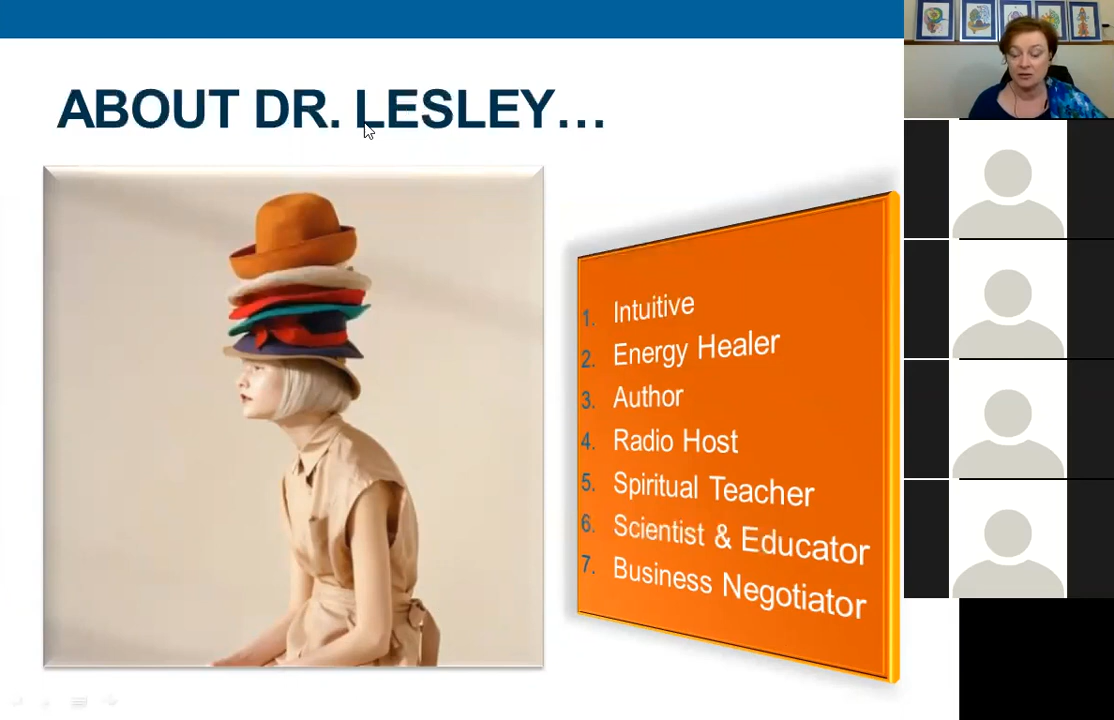 ABOUT DR. LESLEY…
1. Intuitive
2. Energy Healer
3. Author
4. Radio Host
5. Spiritual Teacher
6. Scientist & Educator
7. Business Negotiator